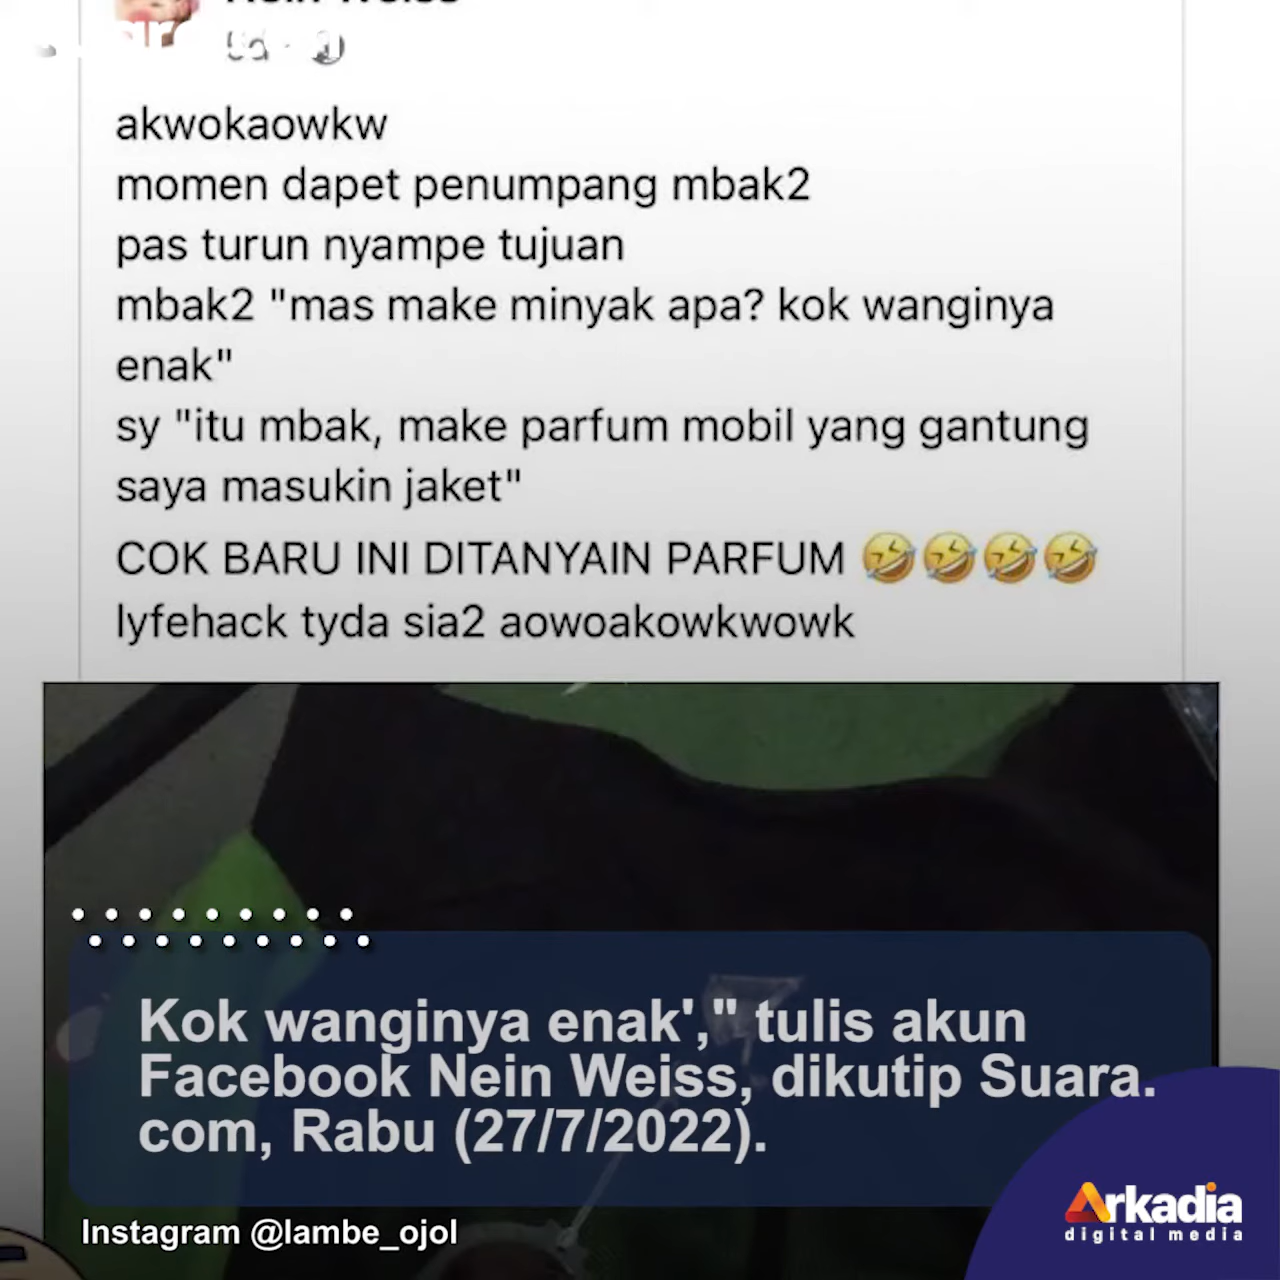 akwokaowkw
momen dapet penumpang mbak2
pas turun nyampe tujuan
mbak2 "mas make minyak apa? kok wanginya
enak"
sy "itu mbak, make parfum mobil yang gantung
saya masukin jaket"
COK BARU INI DITANYAIN PARFUM 🤣🤣🤣🤣
lyfehack tyda sia2 aowoakowkwowk
Kok wanginya enak'," tulis akun
Facebook Nein Weiss, dikutip Suara.
com, Rabu (27/7/2022).
Instagram @lambe_ojol
Arkadia
digital media